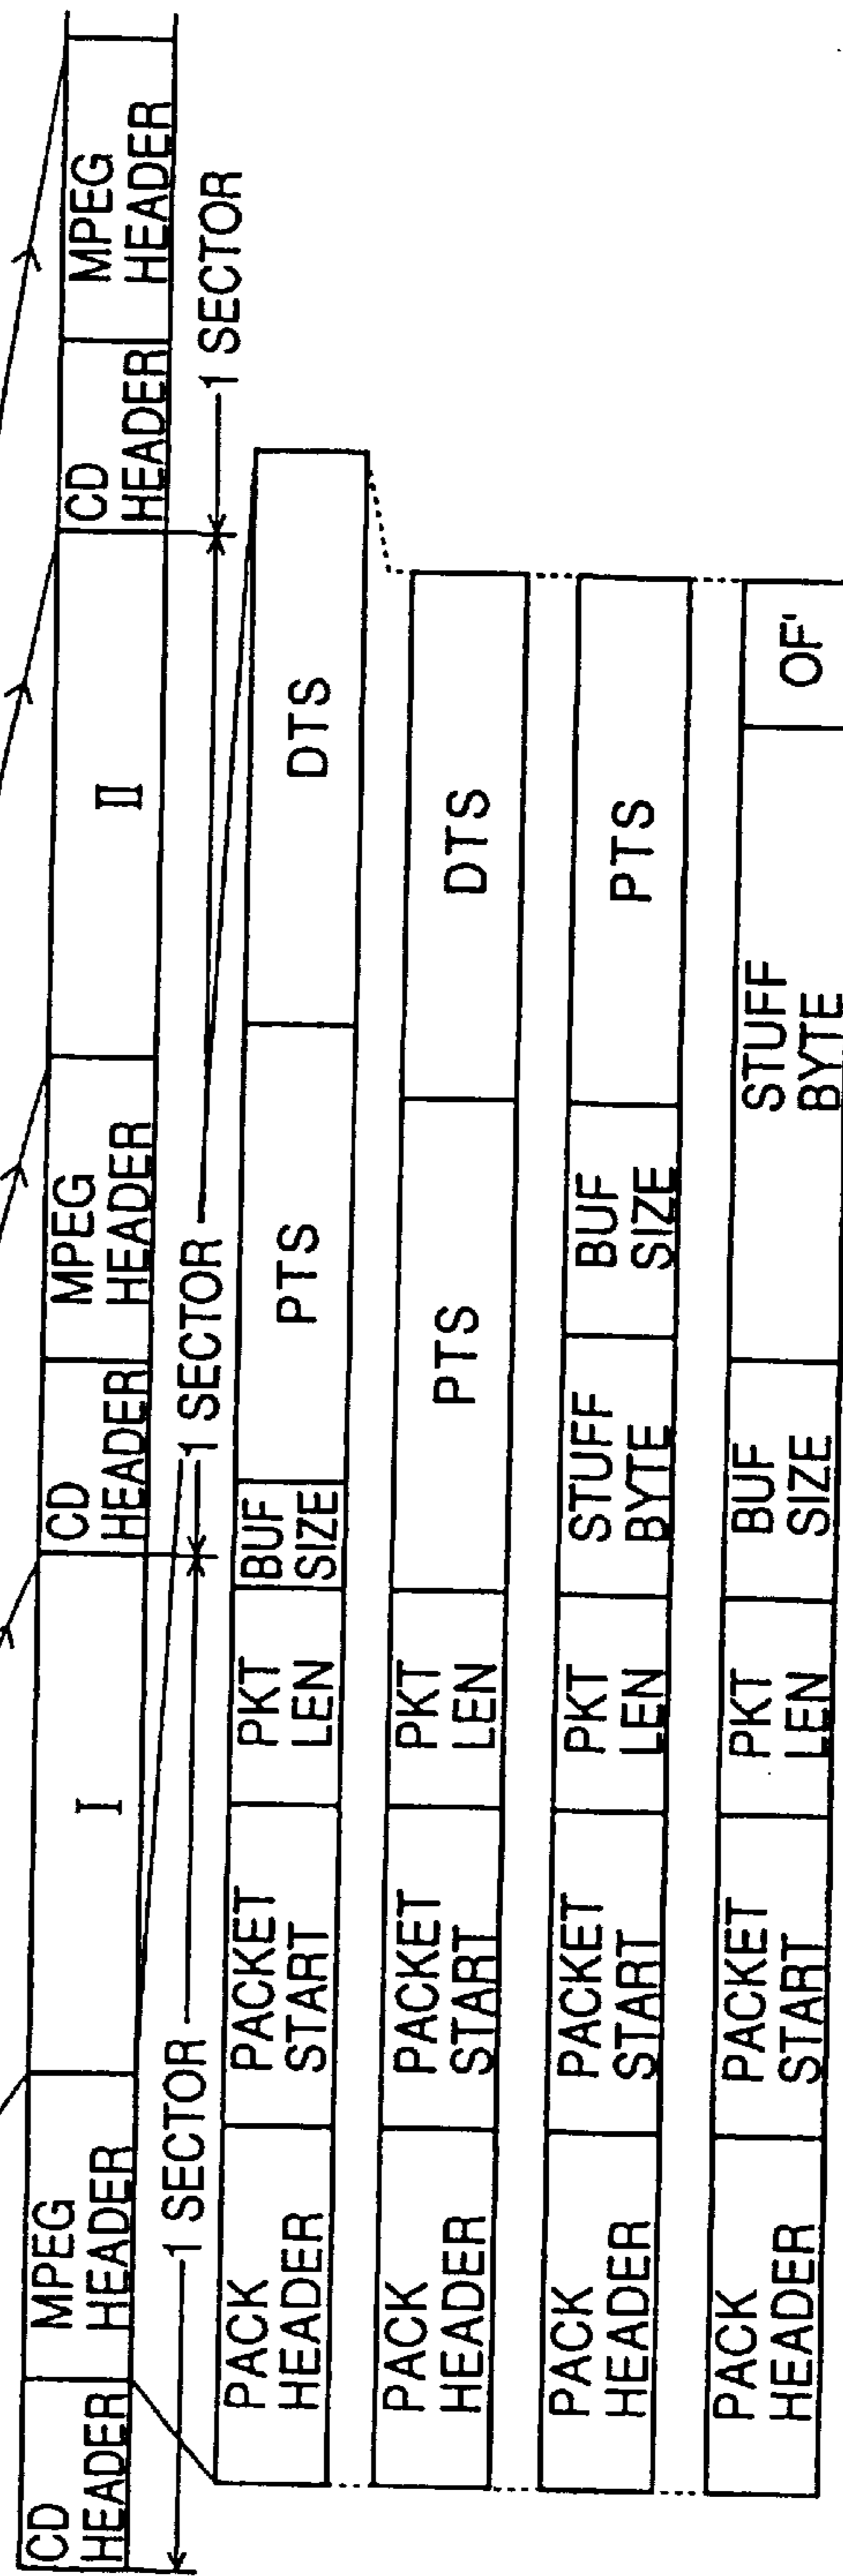 CD
HEADER
MPEG
HEADER
I
CD
HEADER
MPEG
HEADER
II
CD
HEADER
MPEG
HEADER
1 SECTOR
1 SECTOR
1 SECTOR
PACK
HEADER
PACKET
START
PKT
LEN
BUF
SIZE
PTS
DTS
PACK
HEADER
PACKET
START
PKT
LEN
PTS
DTS
PACK
HEADER
PACKET
START
PKT
LEN
STUFF
BYTE
BUF
SIZE
PTS
PACK
HEADER
PACKET
START
PKT
LEN
BUF
SIZE
STUFF
BYTE
OF'